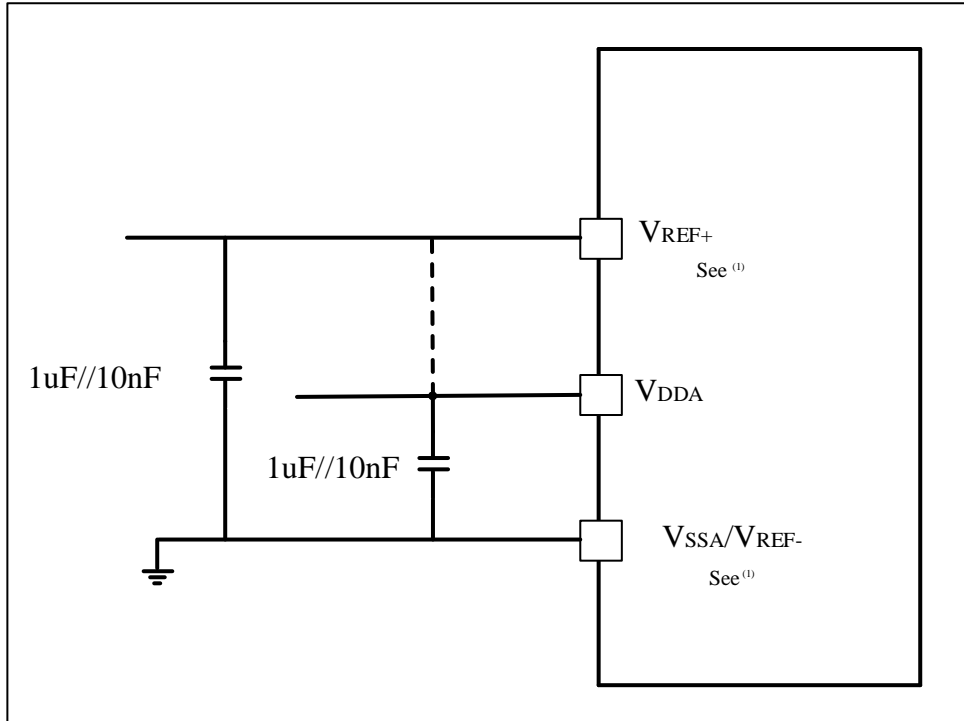 VREF+
See (1)
1uF//10nF
VDDA
1uF//10nF
VSSA/VREF-
See (1)